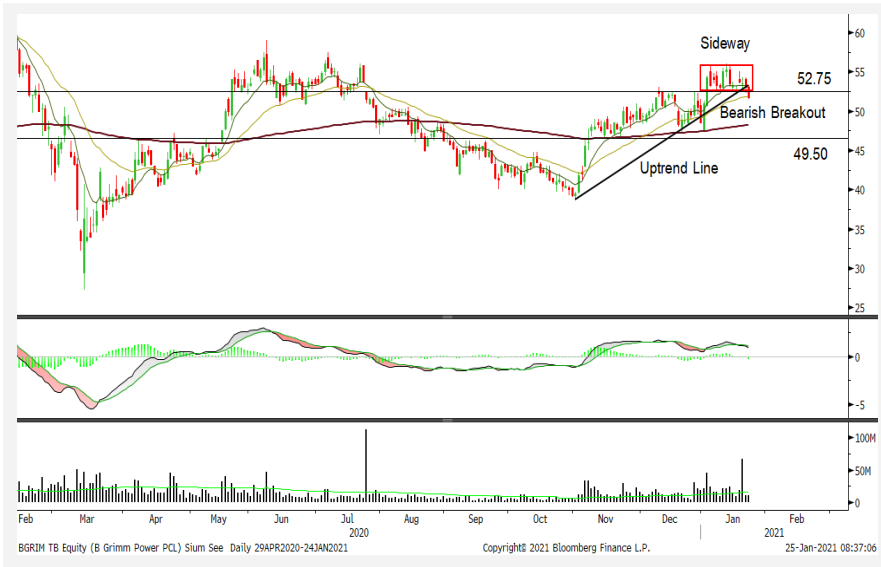 60
Sideway
55
52.75
50
Bearish Breakout
49.50
45
Uptrend Line
40
35
30
25
0
-5
100M
50M
0
Feb Mar Apr May Jun Jul Aug Sep Oct Nov Dec Jan Feb
2020 2021
BGRIM TB Equity (B Grimm Power PCL) Sium See Daily 29APR2020-24JAN2021 Copyright© 2021 Bloomberg Finance L.P. 25-Jan-2021 08:37:06